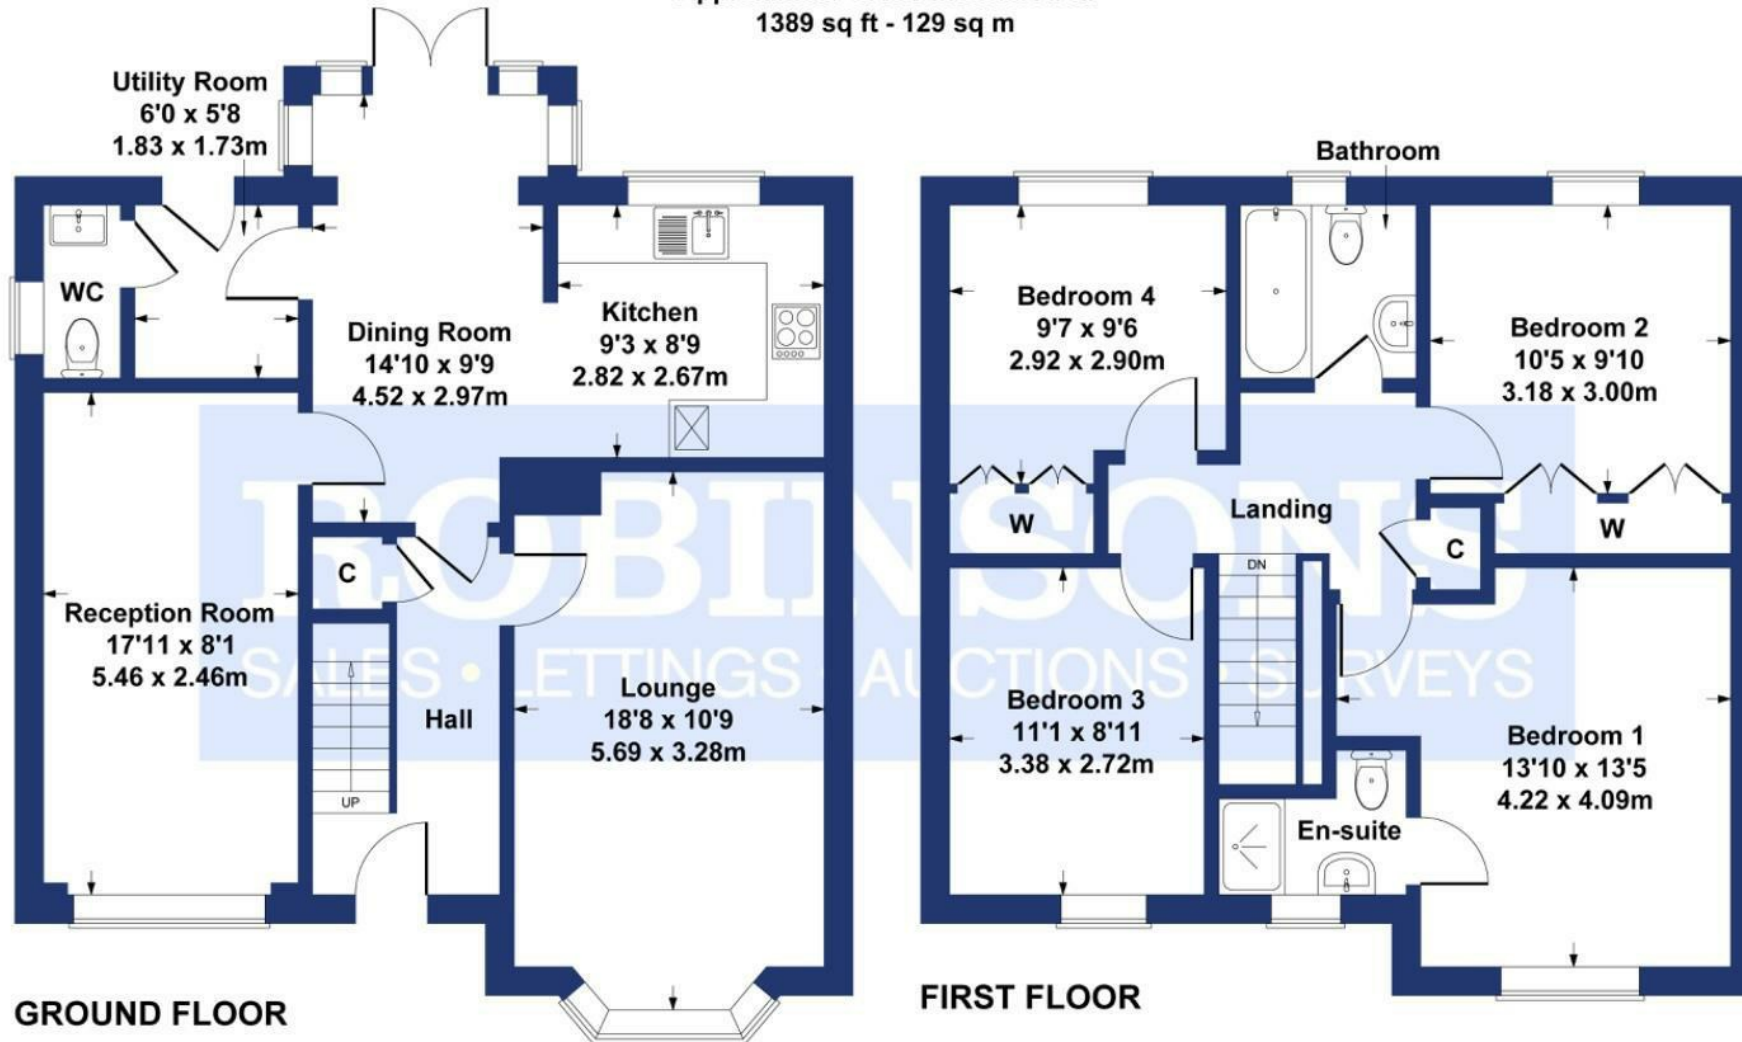 1389 sq ft - 129 sq m
Utility Room
6'0 x 5'8
1.83 x 1.73m
WC
Dining Room
14'10 x 9'9
4.52 x 2.97m
Kitchen
9'3 x 8'9
2.82 x 2.67m
Reception Room
17'11 x 8'1
5.46 x 2.46m
C
UP
Hall
Lounge
18'8 x 10'9
5.69 x 3.28m
GROUND FLOOR
Bathroom
Bedroom 4
9'7 x 9'6
2.92 x 2.90m
Bedroom 2
10'5 x 9'10
3.18 x 3.00m
W
Landing
C
W
DN
Bedroom 3
11'1 x 8'11
3.38 x 2.72m
En-suite
Bedroom 1
13'10 x 13'5
4.22 x 4.09m
FIRST FLOOR
ROBINSONS
SALES • LETTINGS • AUCTIONS • SURVEYS